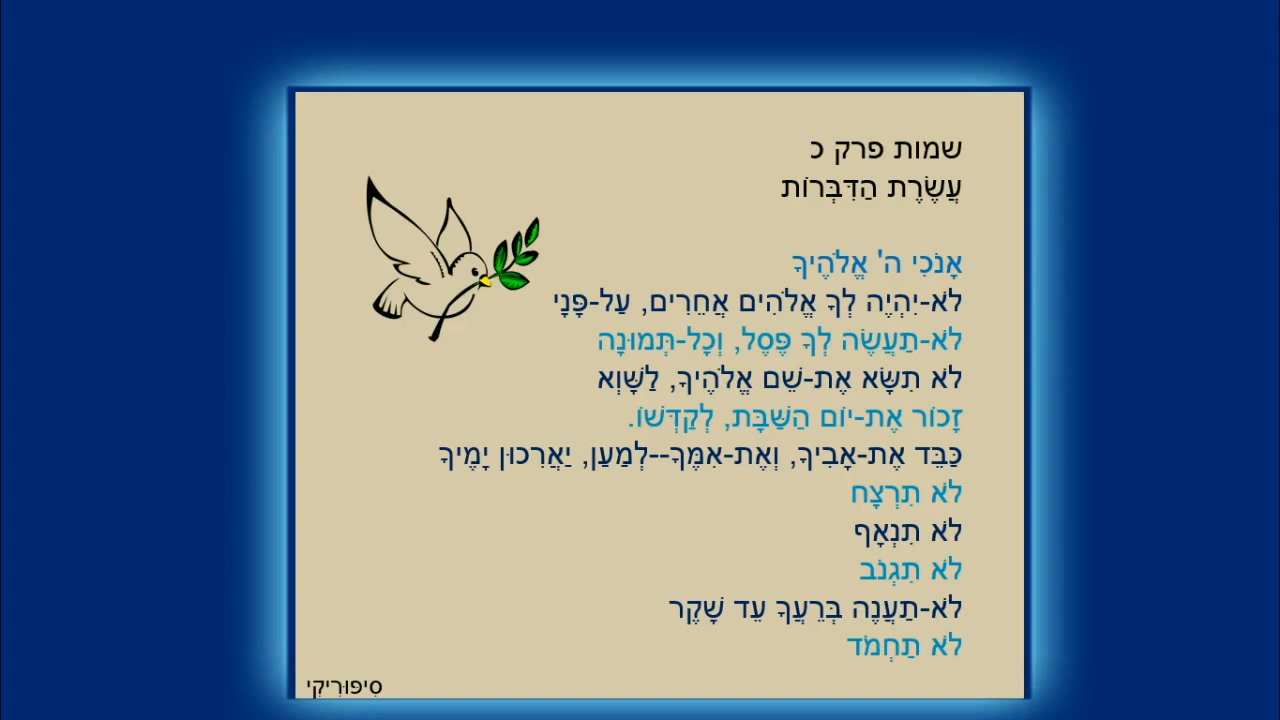 שמות פרק כ
עֲשֶׂרֶת הַדִּבְּרוֹת
אָנֹכִי ה' אֱלֹהֶיךָ
לֹא-יִהְיֶה לְךָ אֱלֹהִים אֲחֵרִים, עַל-פָּנָי
לֹא-תַעֲשֶׂה לְךָ פֶּסֶל, וְכָל-תְּמוּנָה
לֹא תִשָּׂא אֶת-שֵׁם אֱלֹהֶיךָ, לַשָּׁוְא
זָכוֹר אֶת-יוֹם הַשַּׁבָּת, לְקַדְּשׁוֹ.
כַּבֵּד אֶת-אָבִיךָ, וְאֶת-אִמֶּךָ--לְמַעַן, יַאֲרִכוּן יָמֶיךָ
לֹא תִרְצָח
לֹא תִנְאָף
לֹא תִגְנֹב
לֹא-תַעֲנֶה בְּרֵעֲךָ עֵד שָׁקֶר
לֹא תַחְמֹד
סִיפּוּרִיקִי